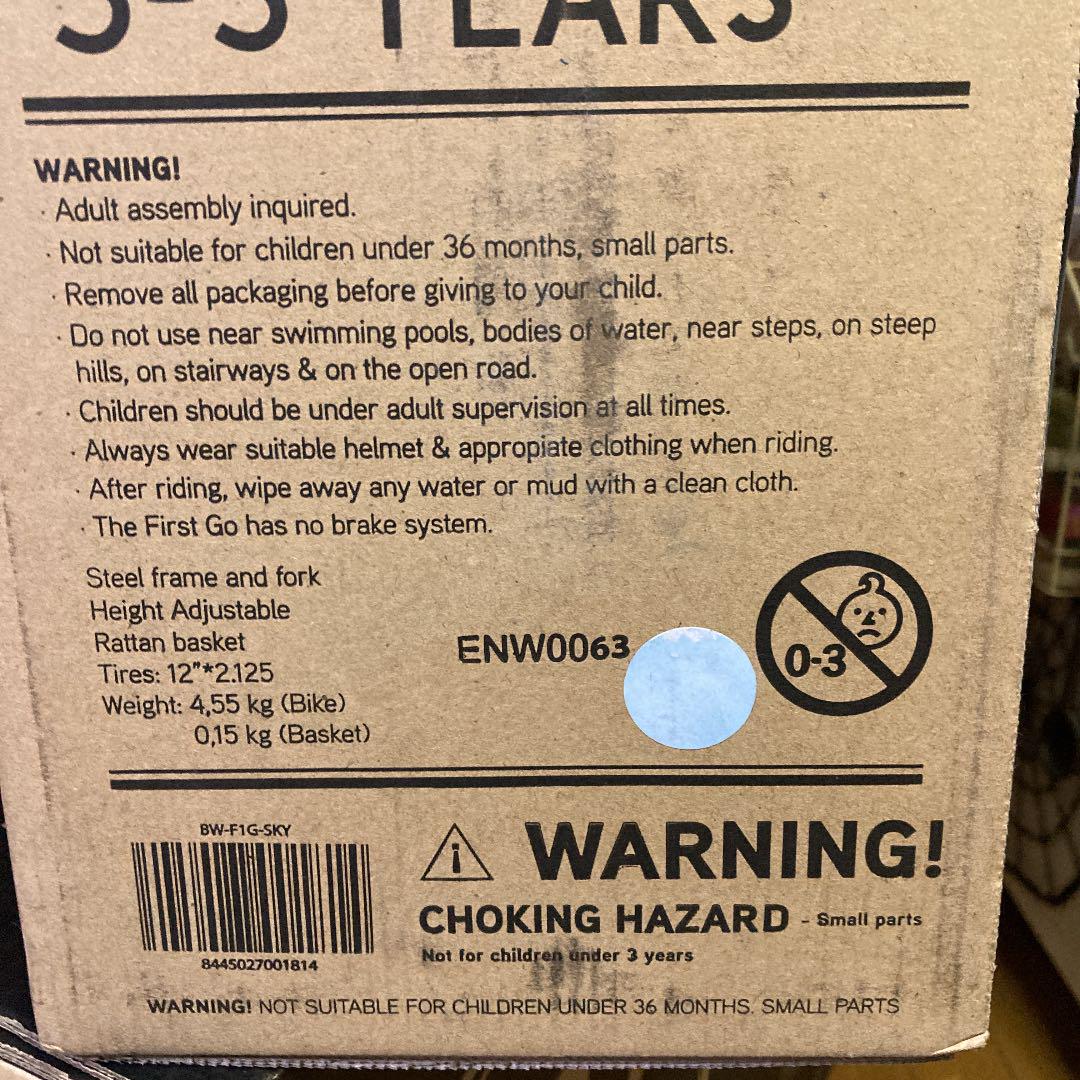 3-5 YEARS
WARNING!
· Adult assembly inquired.
· Not suitable for children under 36 months, small parts.
· Remove all packaging before giving to your child.
· Do not use near swimming pools, bodies of water, near steps, on steep
hills, on stairways & on the open road.
· Children should be under adult supervision at all times.
· Always wear suitable helmet & appropiate clothing when riding.
· After riding, wipe away any water or mud with a clean cloth.
· The First Go has no brake system.
Steel frame and fork
Height Adjustable
Rattan basket
Tires: 12"*2.125
Weight: 4,55 kg (Bike)
0,15 kg (Basket)
ENW0063
0-3
BW-F1G-SKY
8445027001814
WARNING!
CHOKING HAZARD - Small parts
Not for children under 3 years
WARNING! NOT SUITABLE FOR CHILDREN UNDER 36 MONTHS. SMALL PARTS